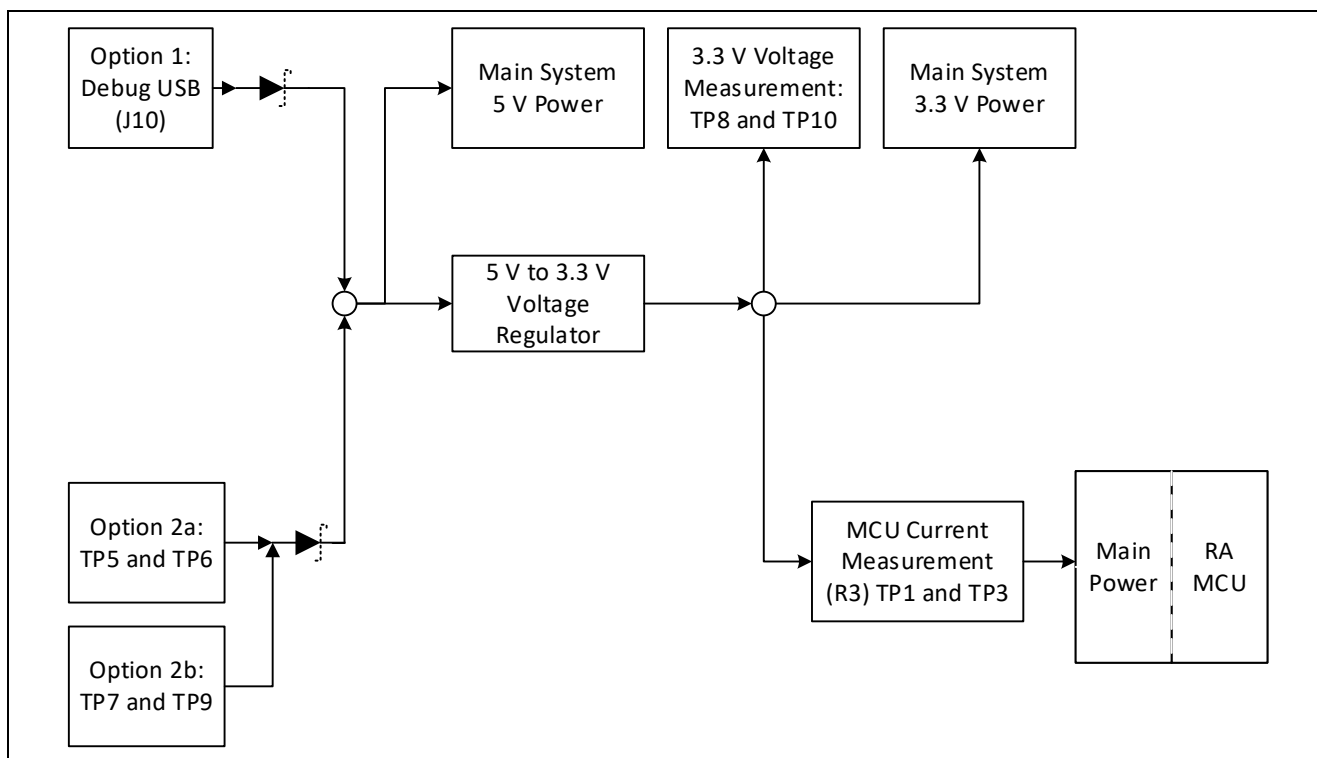 Option 1:
Debug USB
(J10)
Main System
5 V Power
3.3 V Voltage
Measurement:
TP8 and TP10
Main System
3.3 V Power
5 V to 3.3 V
Voltage
Regulator
Option 2a:
TP5 and TP6
Option 2b:
TP7 and TP9
MCU Current
Measurement
(R3) TP1 and TP3
Main
Power
RA
MCU